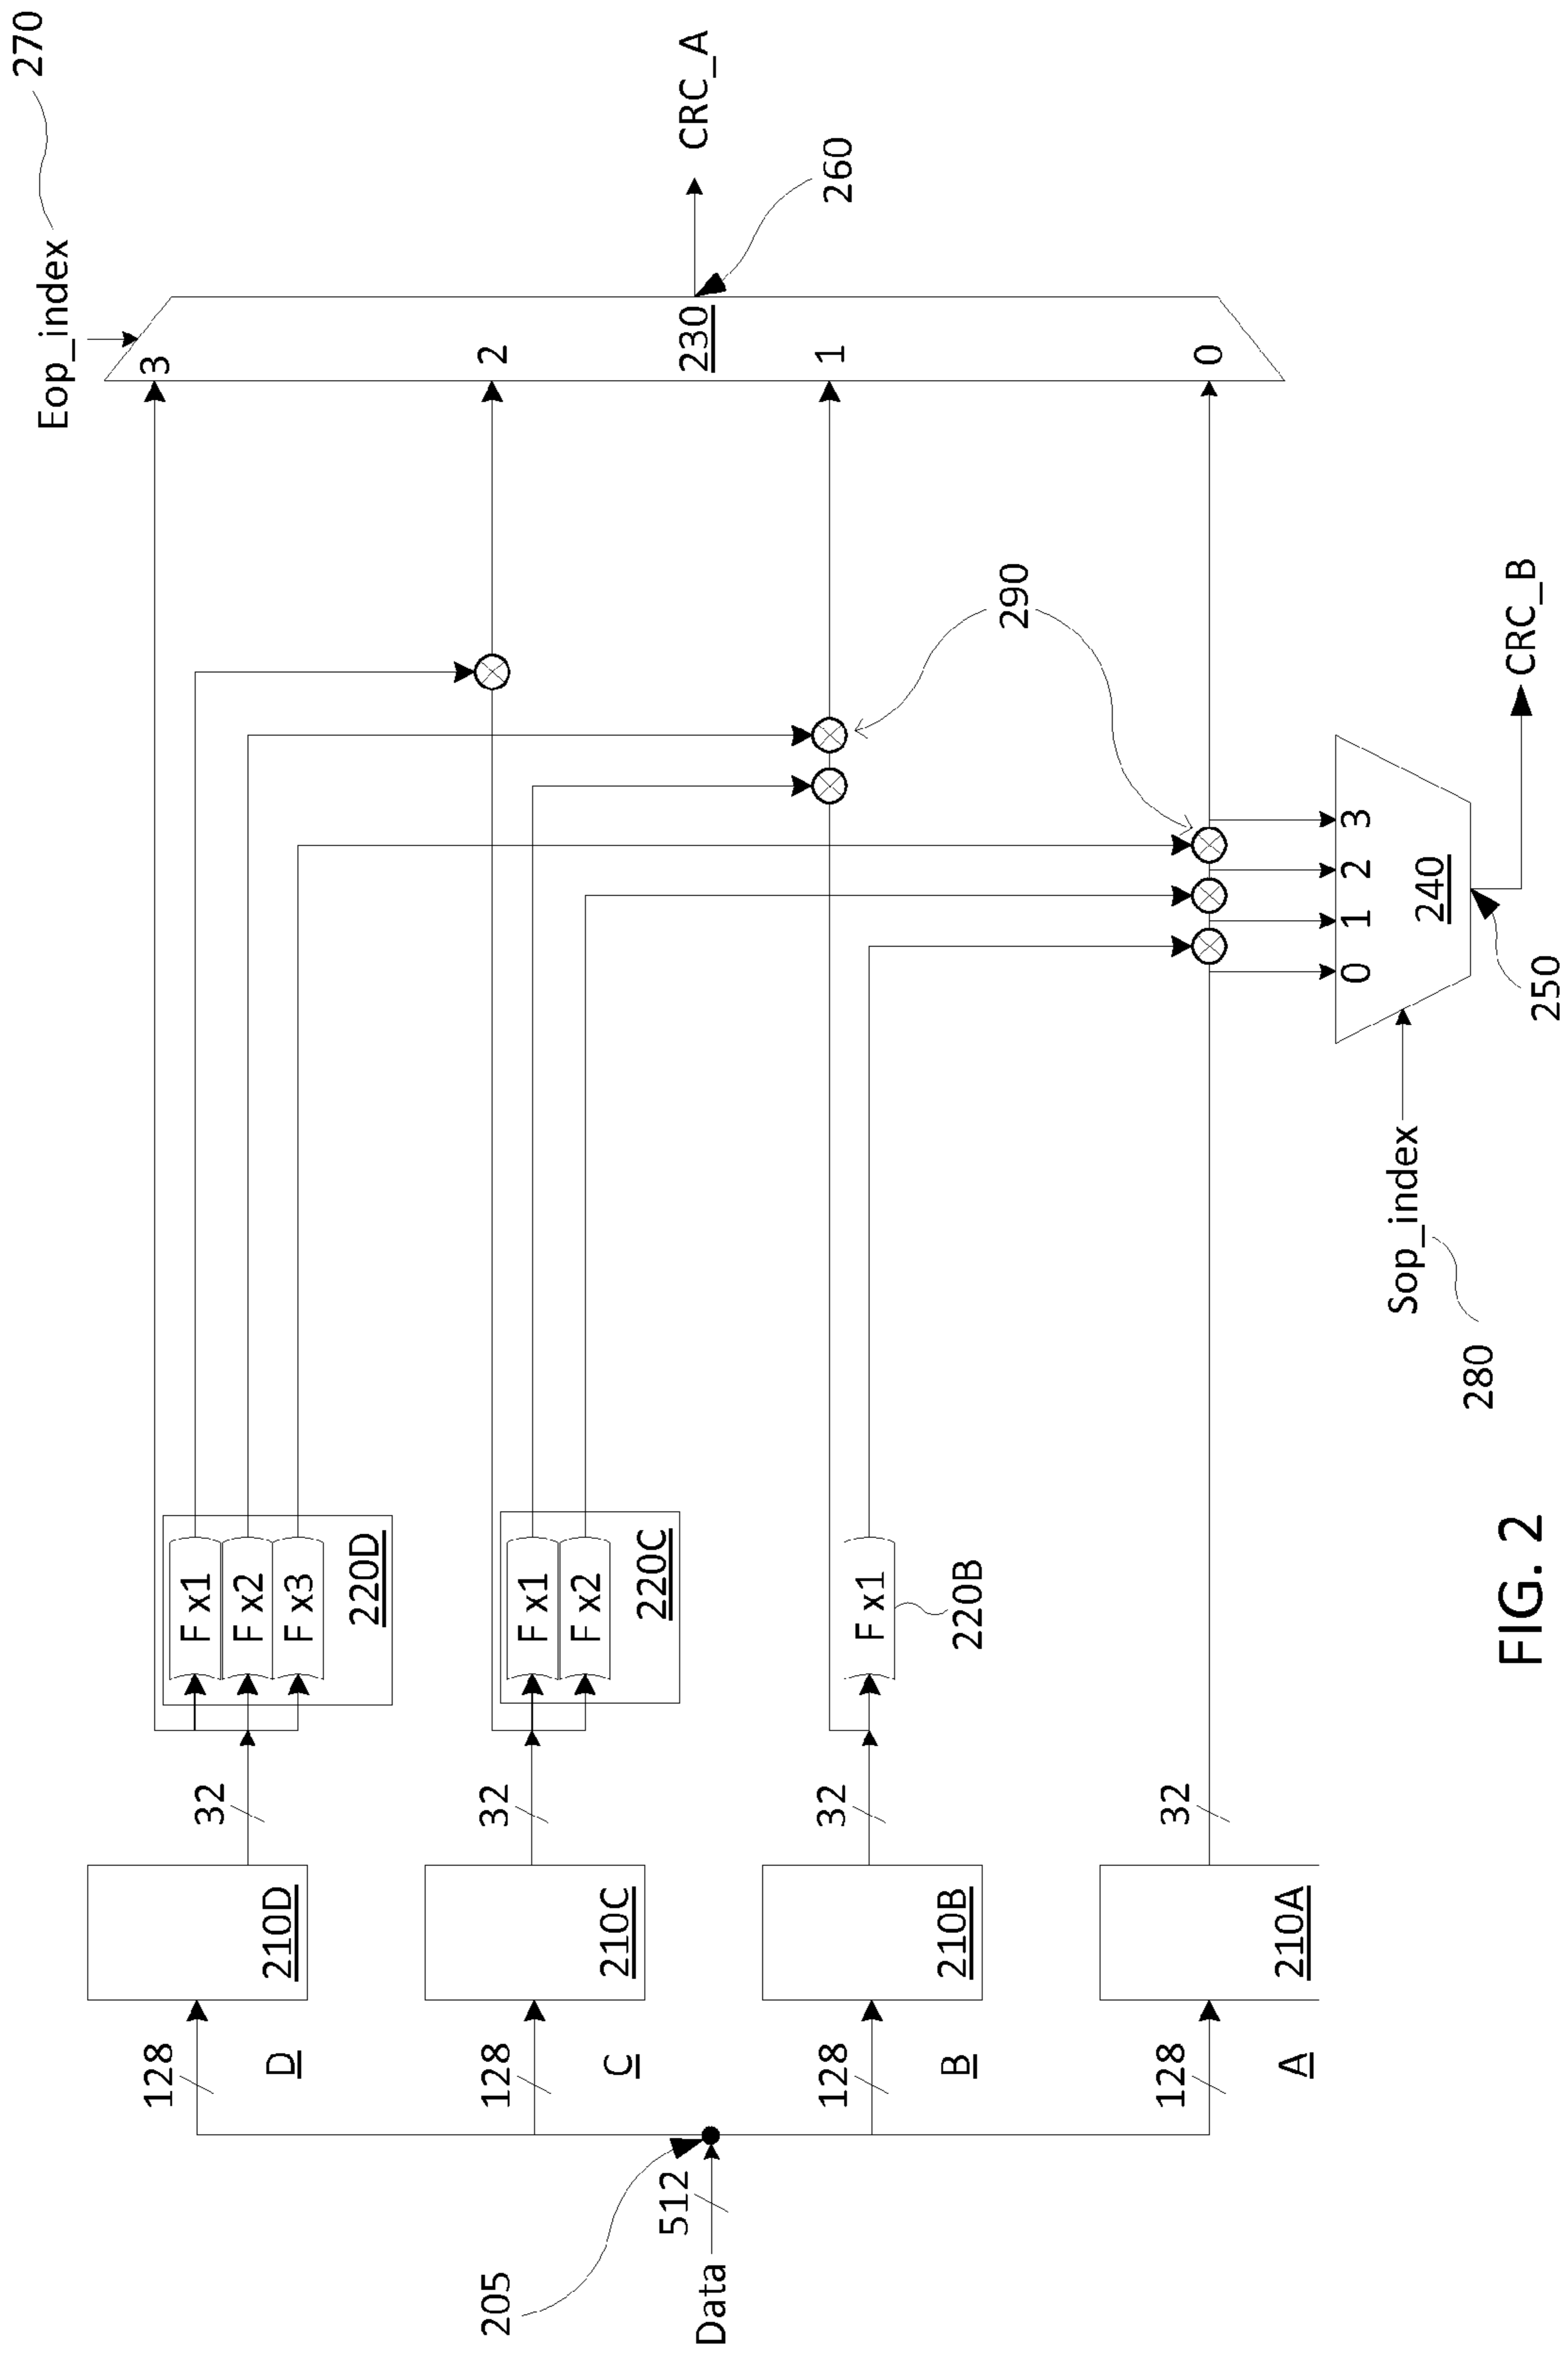 270
Eop_index
CRC_A
260
3
2
230
1
0
290
CRC_B
3
2
1
0
240
250
Sop_index
280
F x1
F x2
F x3
220D
F x1
F x2
220C
F x1
220B
32
32
32
32
210D
210C
210B
210A
128
D
128
C
128
B
128
A
205
512
Data
FIG. 2